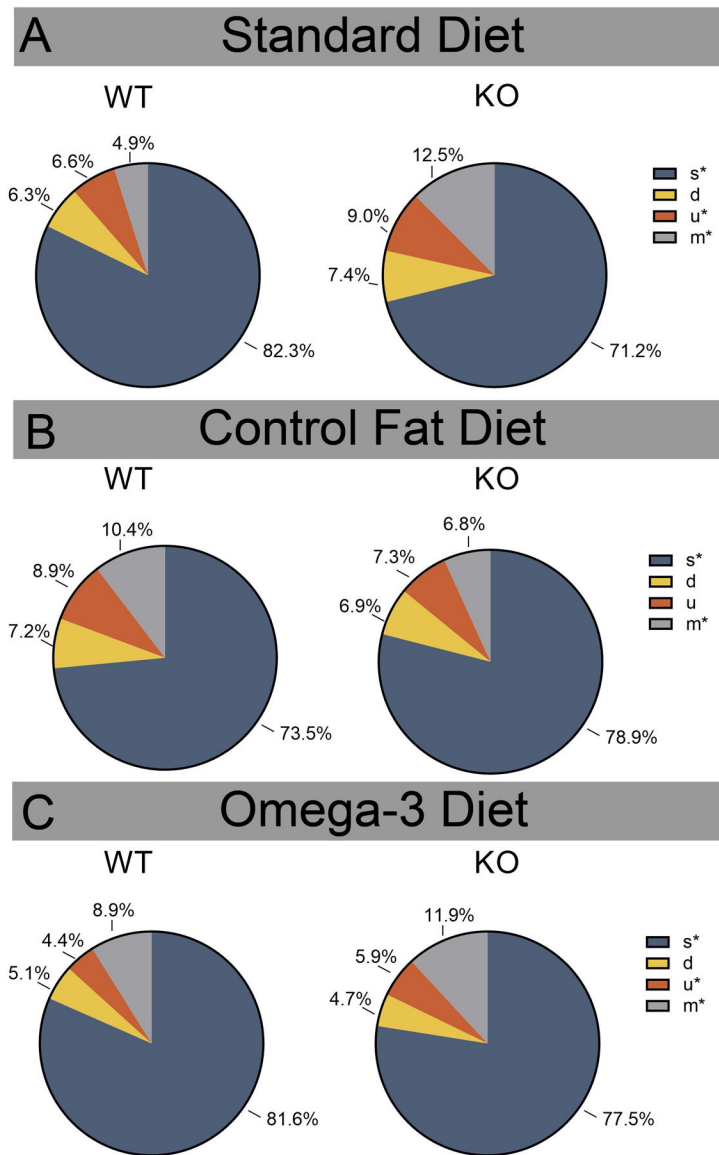 A Standard Diet
WT KO
4.9%
6.6%
6.3%
82.3%
12.5%
9.0%
7.4%
71.2%
s*
d
u*
m*
B Control Fat Diet
WT KO
10.4%
8.9%
7.2%
73.5%
6.8%
7.3%
6.9%
78.9%
s*
d
u
m*
C Omega-3 Diet
WT KO
8.9%
4.4%
5.1%
81.6%
11.9%
5.9%
4.7%
77.5%
s*
d
u*
m*